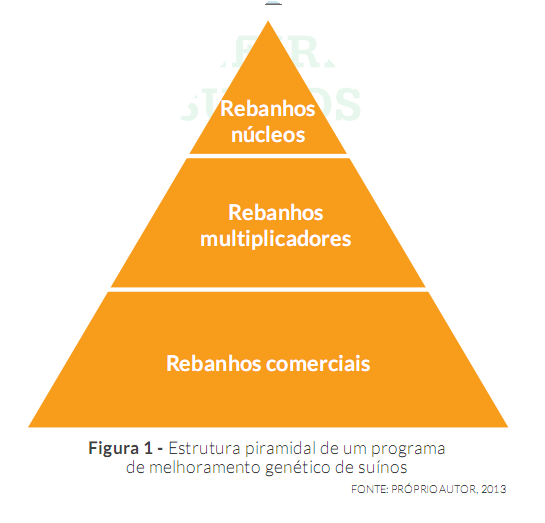 Rebanhos
núcleos
Rebanhos
multiplicadores
Rebanhos comerciais
Figura 1 - Estrutura piramidal de um programa
de melhoramento genético de suínos
FONTE: PRÓPRIO AUTOR, 2013